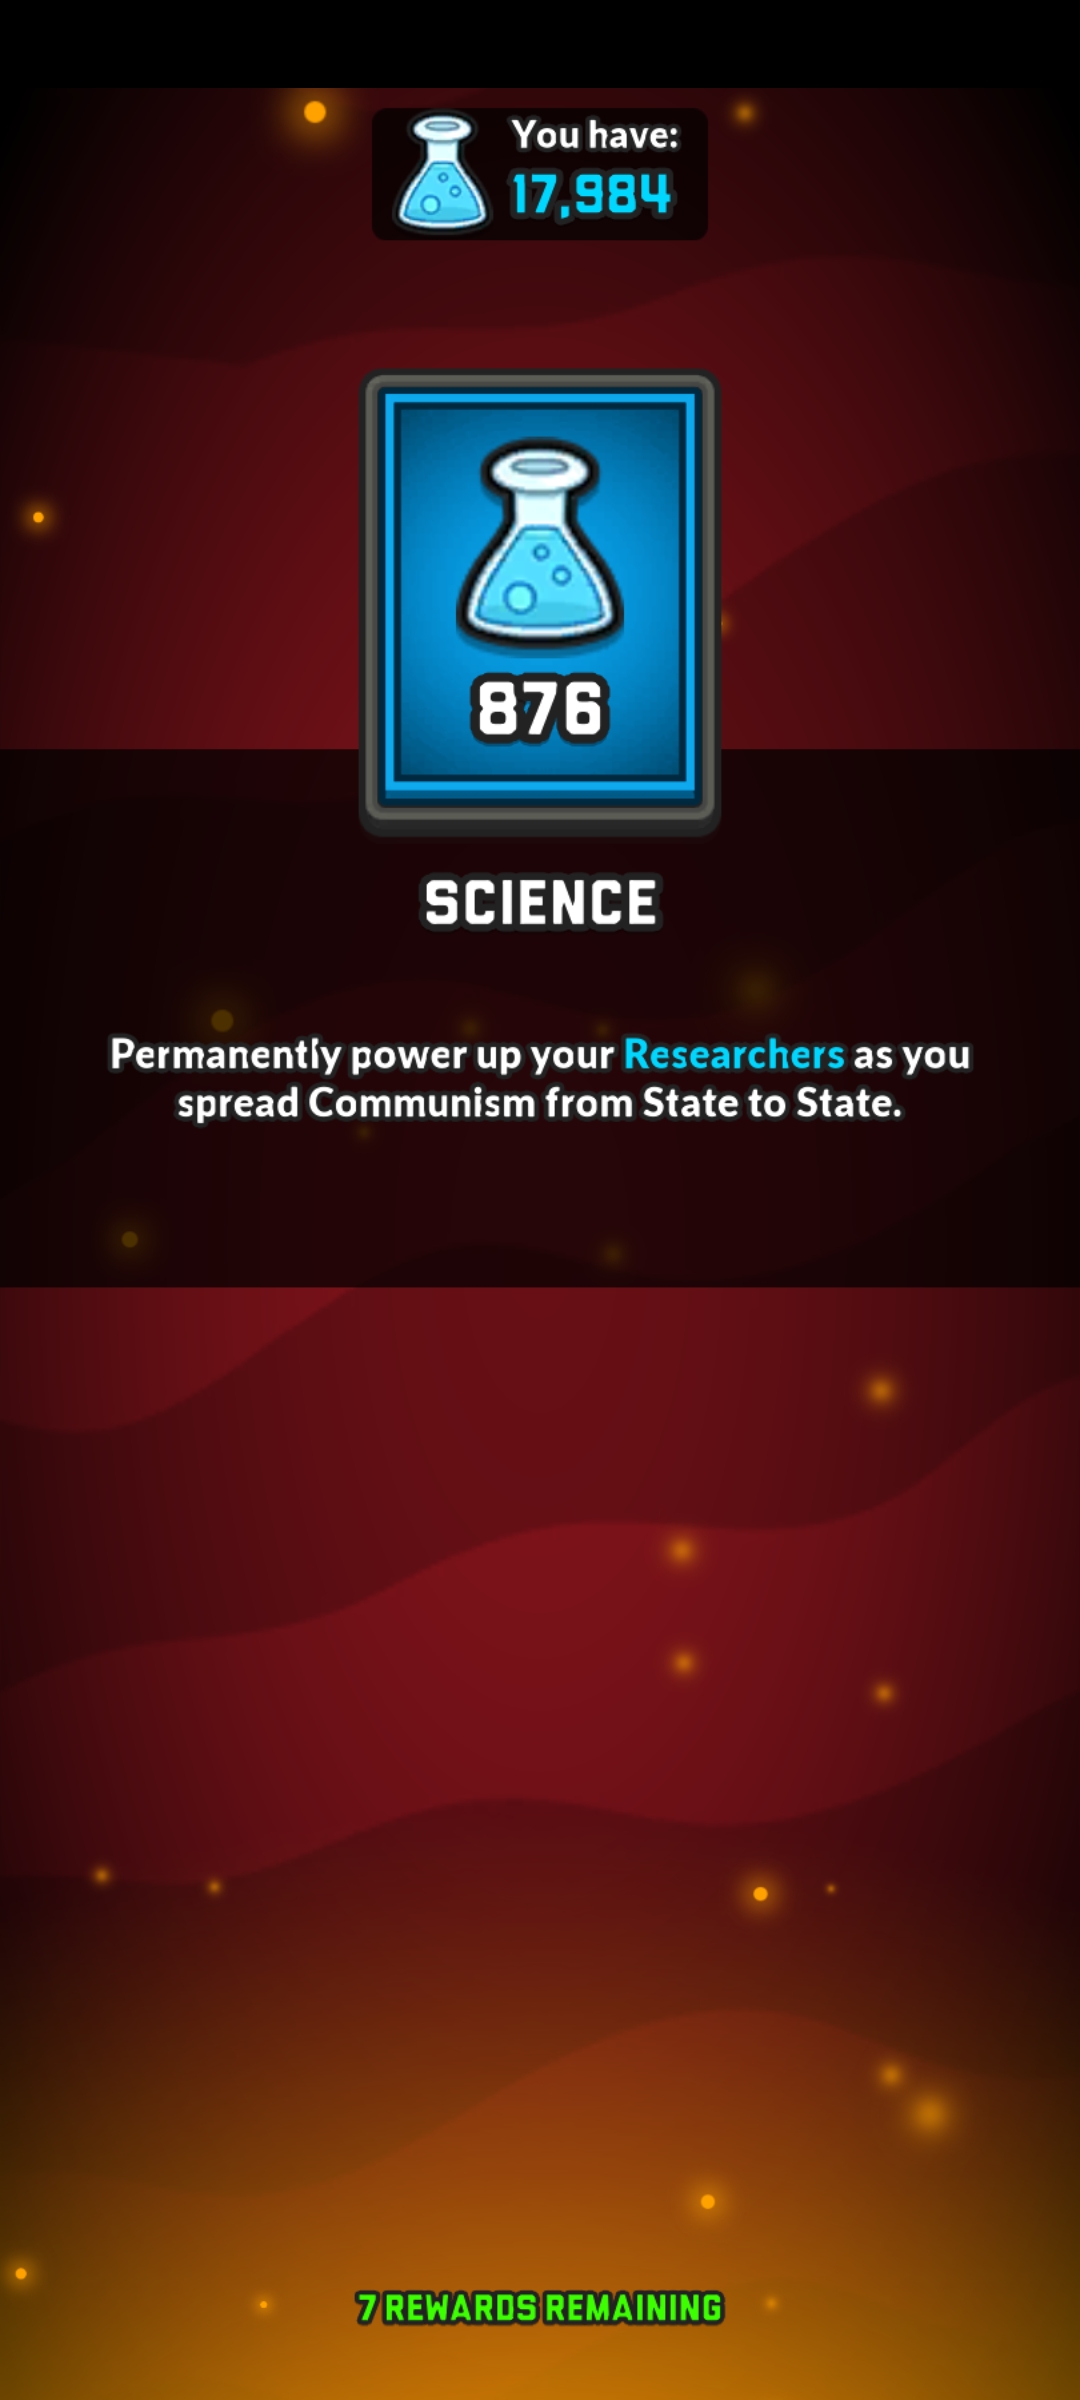 You have:
17,984
876
SCIENCE
Permanently power up your Researchers as you
spread Communism from State to State.
7 REWARDS REMAINING